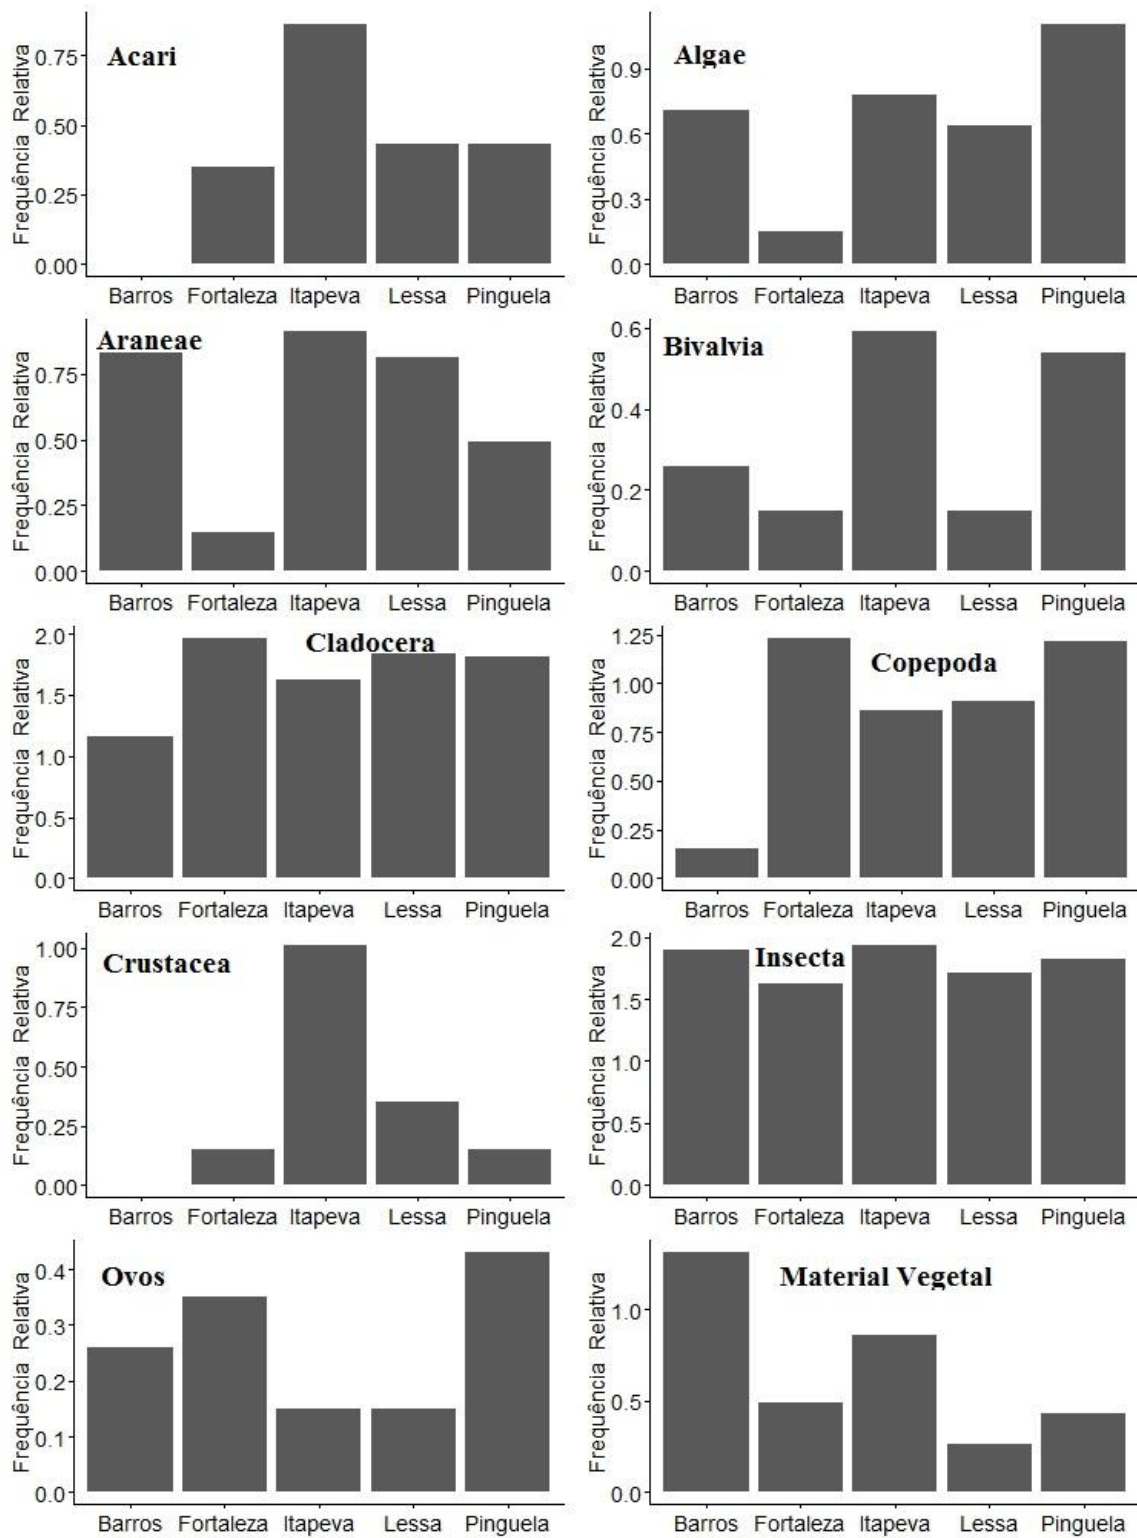 Acari
Frequência Relativa
0.75
0.50
0.25
0.00
Barros Fortaleza Itapeva Lessa Pinguela
Algae
Frequência Relativa
0.9
0.6
0.3
0.0
Barros Fortaleza Itapeva Lessa Pinguela
Araneae
Frequência Relativa
0.75
0.50
0.25
0.00
Barros Fortaleza Itapeva Lessa Pinguela
Bivalvia
Frequência Relativa
0.6
0.4
0.2
0.0
Barros Fortaleza Itapeva Lessa Pinguela
Cladocera
Frequência Relativa
2.0
1.5
1.0
0.5
0.0
Barros Fortaleza Itapeva Lessa Pinguela
Copepoda
Frequência Relativa
1.25
1.00
0.75
0.50
0.25
0.00
Barros Fortaleza Itapeva Lessa Pinguela
Crustacea
Frequência Relativa
1.00
0.75
0.50
0.25
0.00
Barros Fortaleza Itapeva Lessa Pinguela
Insecta
Frequência Relativa
2.0
1.5
1.0
0.5
0.0
Barros Fortaleza Itapeva Lessa Pinguela
Ovos
Frequência Relativa
0.4
0.3
0.2
0.1
0.0
Barros Fortaleza Itapeva Lessa Pinguela
Material Vegetal
Frequência Relativa
1.0
0.5
0.0
Barros Fortaleza Itapeva Lessa Pinguela